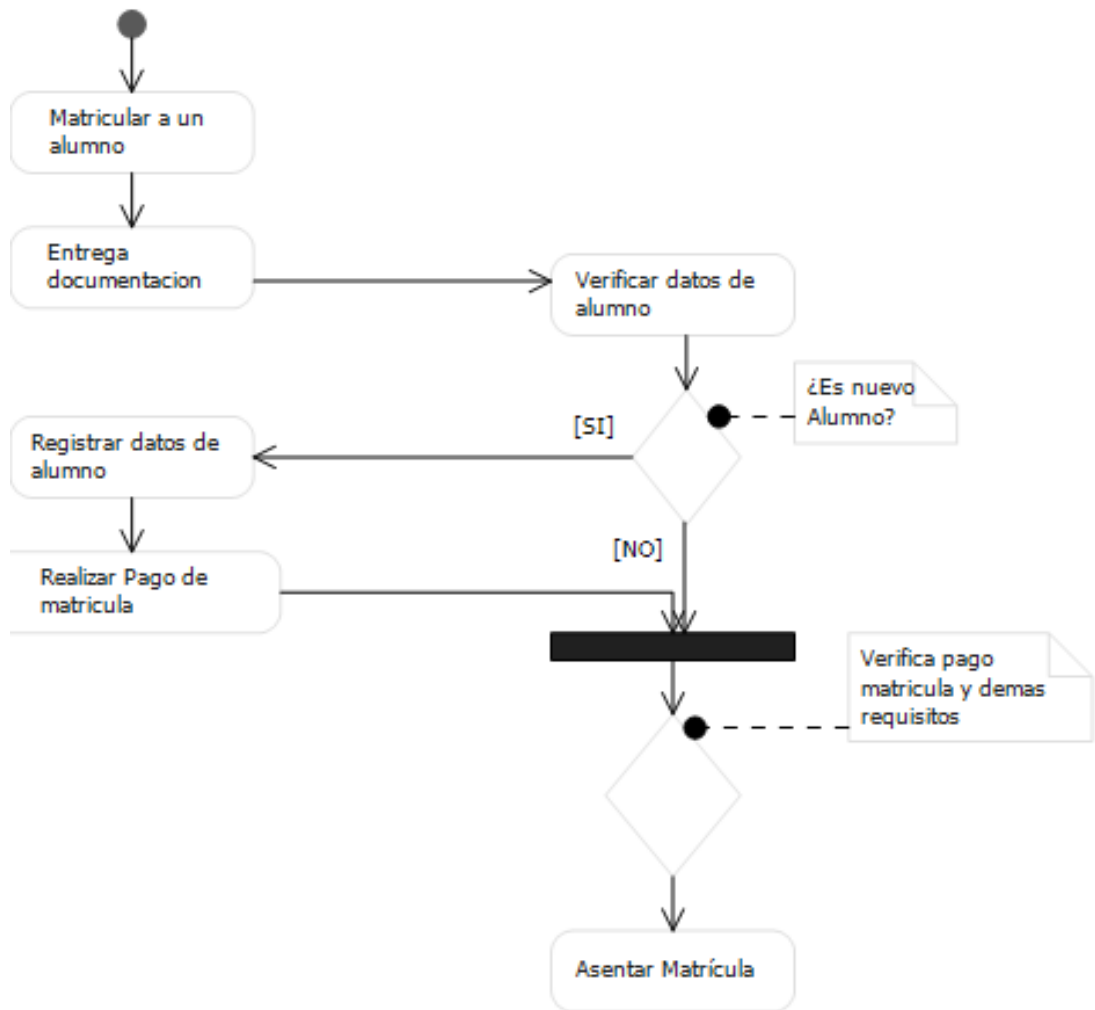 Matricular a un
alumno
Entrega
documentacion
Verificar datos de
alumno
¿Es nuevo
Alumno?
[SI]
Registrar datos de
alumno
[NO]
Realizar Pago de
matricula
Verifica pago
matricula y demas
requisitos
Asentar Matrícula